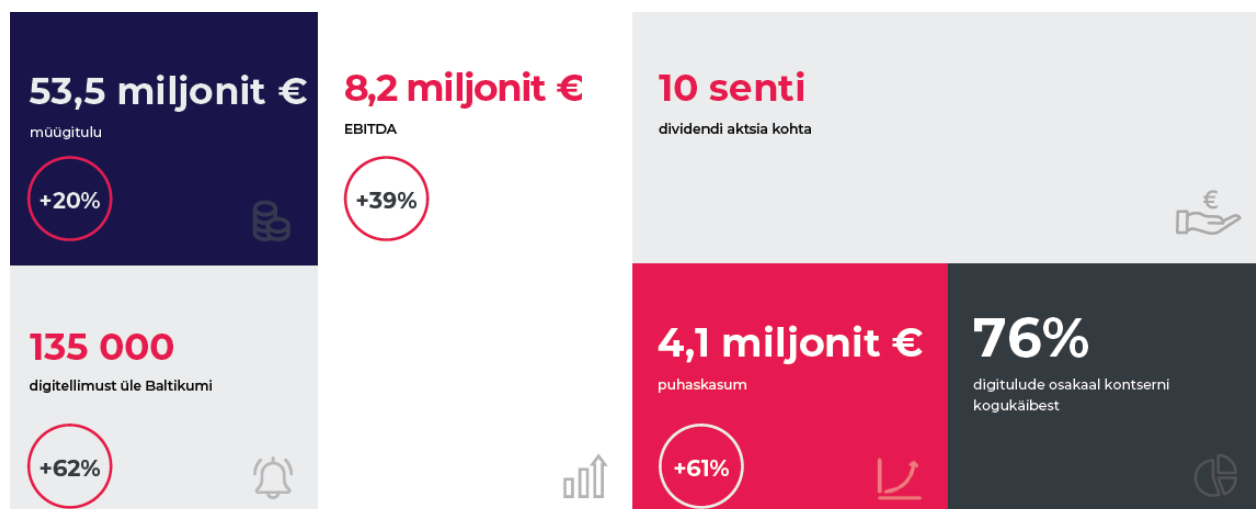 53,5 miljonit €
müügitulu
+20%
8,2 miljonit €
EBITDA
+39%
10 senti
dividendi aktsia kohta
€
135 000
digitellimust üle Baltikumi
+62%
4,1 miljonit €
puhaskasum
+61%
76%
digitulude osakaal kontserni
kogukäibest